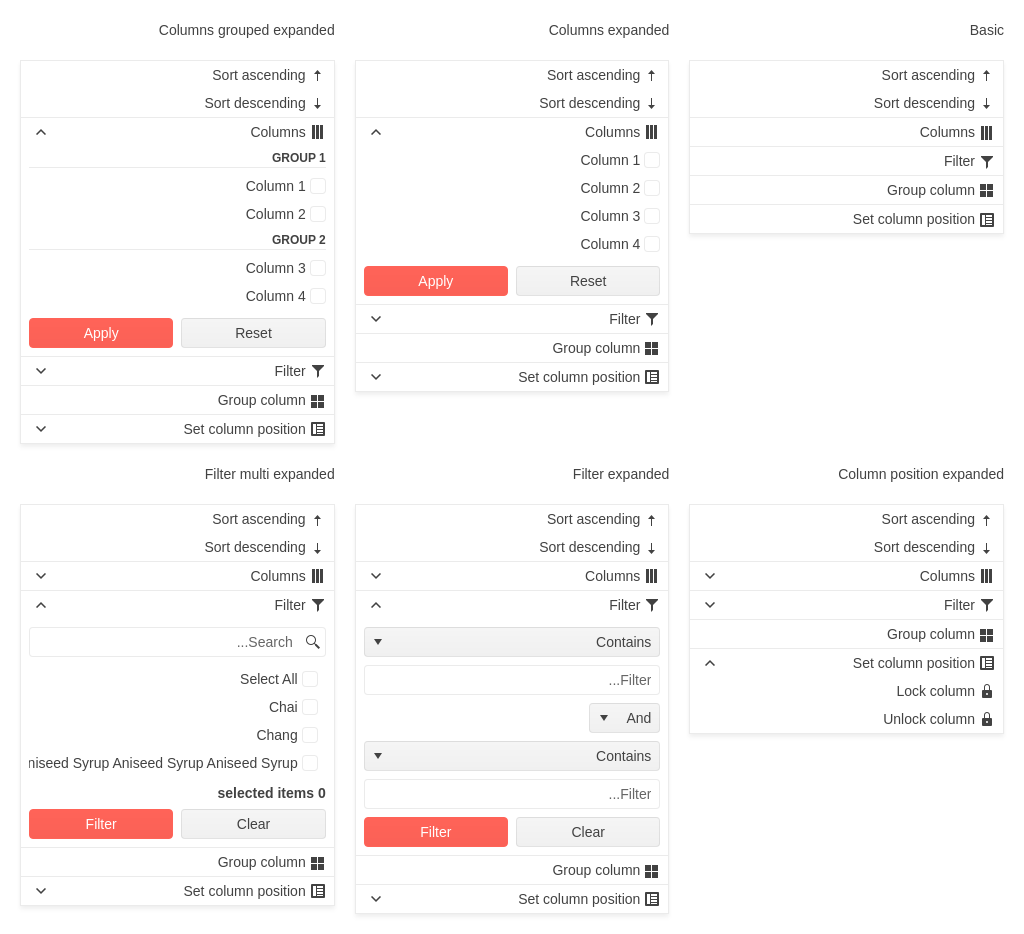 Columns grouped expanded
Sort ascending
Sort descending
Columns
GROUP 1
Column 1
Column 2
GROUP 2
Column 3
Column 4
Apply Reset
Filter
Group column
Set column position
Columns expanded
Sort ascending
Sort descending
Columns
Column 1
Column 2
Column 3
Column 4
Apply Reset
Filter
Group column
Set column position
Basic
Sort ascending
Sort descending
Columns
Filter
Group column
Set column position
Filter multi expanded
Sort ascending
Sort descending
Columns
Filter
...Search
Select All
Chai
Chang
niseed Syrup Aniseed Syrup Aniseed Syrup
selected items 0
Filter Clear
Group column
Set column position
Filter expanded
Sort ascending
Sort descending
Columns
Filter
Contains
...Filter
And
Contains
...Filter
Filter Clear
Group column
Set column position
Column position expanded
Sort ascending
Sort descending
Columns
Filter
Group column
Set column position
Lock column
Unlock column